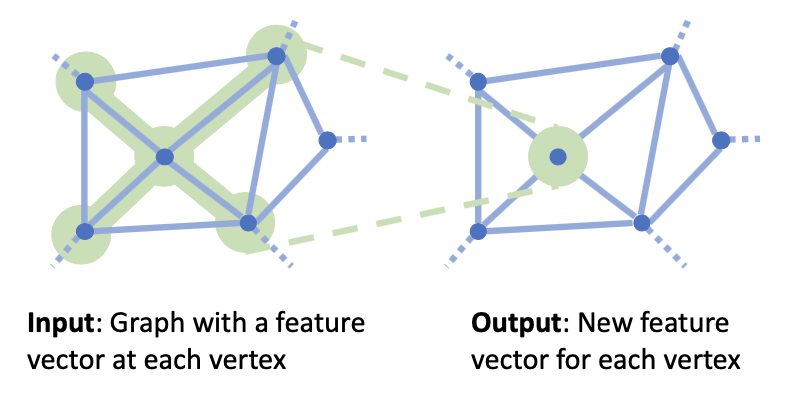 Input: Graph with a feature
vector at each vertex
Output: New feature
vector for each vertex